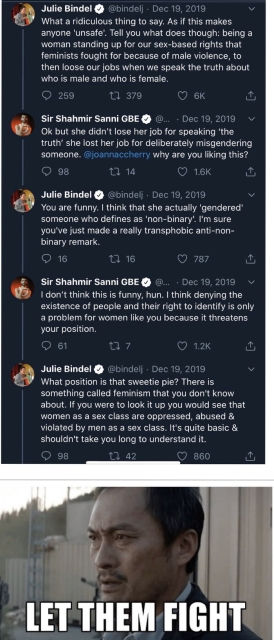 Julie Bindel @bindelj · Dec 19, 2019
What a ridiculous thing to say. As if this makes
anyone 'unsafe'. Tell you what does though: being a
woman standing up for our sex-based rights that
feminists fought for because of male violence, to
then loose our jobs when we speak the truth about
who is male and who is female.
259 379 6K
Sir Shahmir Sanni GBE @... · Dec 19, 2019
Ok but she didn't lose her job for speaking 'the
truth' she lost her job for deliberately misgendering
someone. @joannaccherry why are you liking this?
98 14 1.6K
Julie Bindel @bindelj · Dec 19, 2019
You are funny. I think that she actually 'gendered'
someone who defines as 'non-binary'. I'm sure
you've just made a really transphobic anti-non-
binary remark.
16 16 787
Sir Shahmir Sanni GBE @... · Dec 19, 2019
I don't think this is funny, hun. I think denying the
existence of people and their right to identify is only
a problem for women like you because it threatens
your position.
61 7 1.2K
Julie Bindel @bindelj · Dec 19, 2019
What position is that sweetie pie? There is
something called feminism that you don't know
about. If you were to look it up you would see that
women as a sex class are oppressed, abused &
violated by men as a sex class. It's quite basic &
shouldn't take you long to understand it.
98 42 860
LET THEM FIGHT